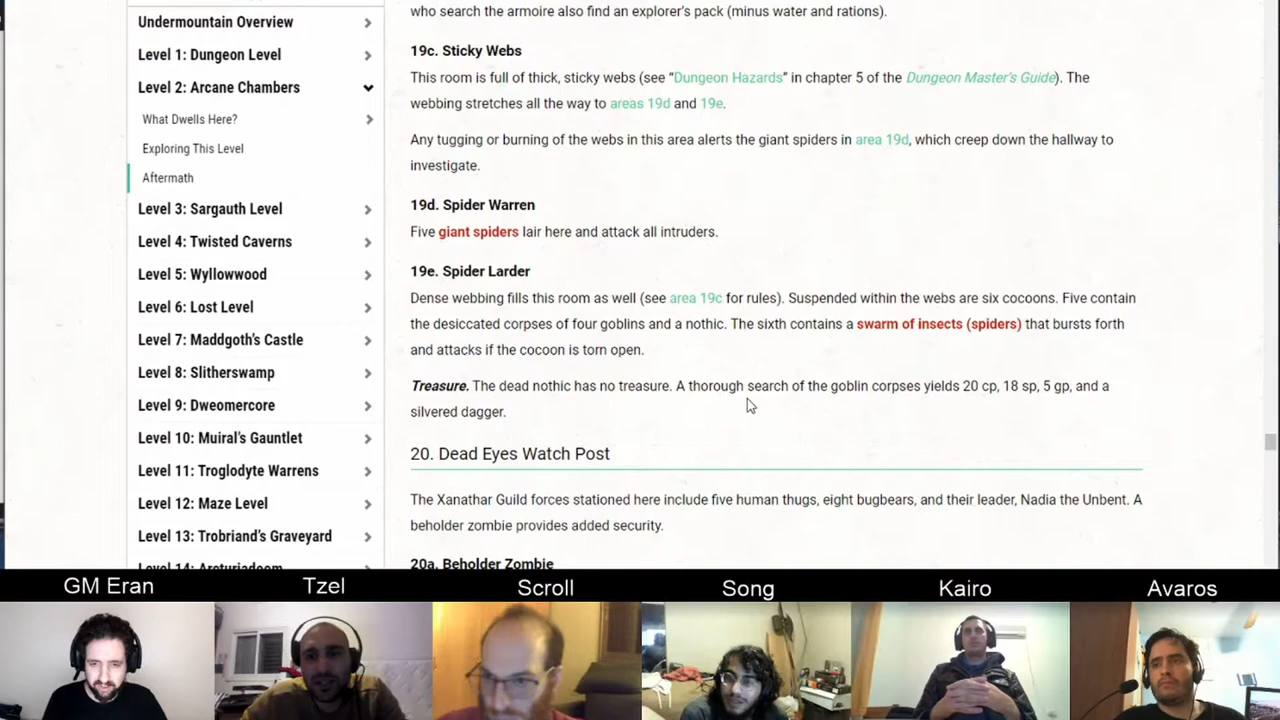 Undermountain Overview
Level 1: Dungeon Level
Level 2: Arcane Chambers
What Dwells Here?
Exploring This Level
Aftermath
Level 3: Sargauth Level
Level 4: Twisted Caverns
Level 5: Wyllowwood
Level 6: Lost Level
Level 7: Maddgoth's Castle
Level 8: Slitherswamp
Level 9: Dweomercore
Level 10: Muiral's Gauntlet
Level 11: Troglodyte Warrens
Level 12: Maze Level
Level 13: Trobriand's Graveyard
Level 14: Arcturiadoom
who search the armoire also find an explorer's pack (minus water and rations).
19c. Sticky Webs
This room is full of thick, sticky webs (see “Dungeon Hazards” in chapter 5 of the Dungeon Master's Guide). The
webbing stretches all the way to areas 19d and 19e.
Any tugging or burning of the webs in this area alerts the giant spiders in area 19d, which creep down the hallway to
investigate.
19d. Spider Warren
Five giant spiders lair here and attack all intruders.
19e. Spider Larder
Dense webbing fills this room as well (see area 19c for rules). Suspended within the webs are six cocoons. Five contain
the desiccated corpses of four goblins and a nothic. The sixth contains a swarm of insects (spiders) that bursts forth
and attacks if the cocoon is torn open.
Treasure. The dead nothic has no treasure. A thorough search of the goblin corpses yields 20 cp, 18 sp, 5 gp, and a
silvered dagger.
20. Dead Eyes Watch Post
The Xanathar Guild forces stationed here include five human thugs, eight bugbears, and their leader, Nadia the Unbent. A
beholder zombie provides added security.
20a. Beholder Zombie
GM Eran
Tzel
Scroll
Song
Kairo
Avaros